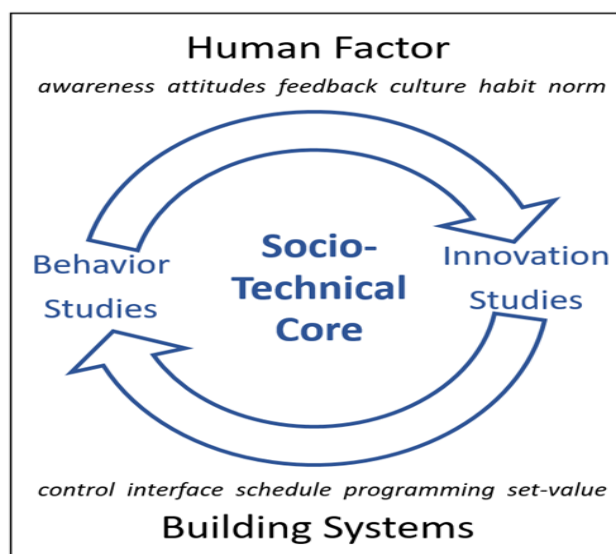 Human Factor
awareness attitudes feedback culture habit norm
Behavior
Studies
Socio-
Technical
Core
Innovation
Studies
control interface schedule programming set-value
Building Systems